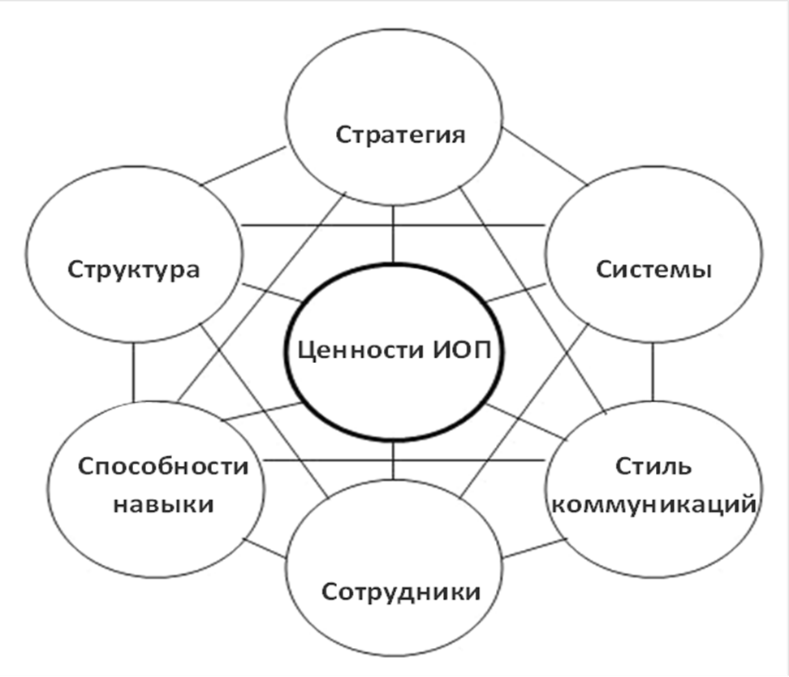 Стратегия
Структура
Системы
Ценности ИОП
Способности
навыки
Стиль
коммуникаций
Сотрудники